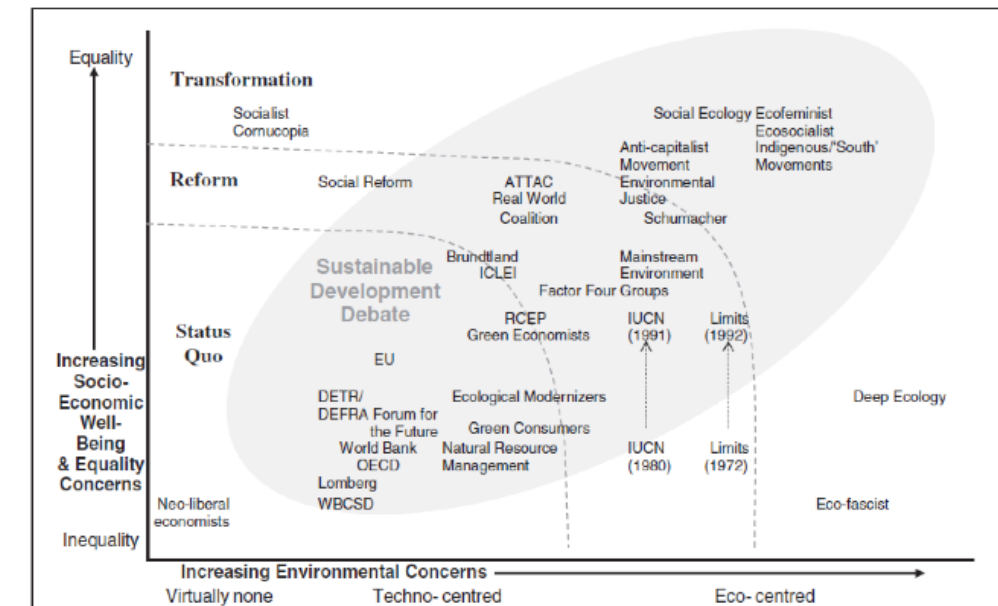 Equality
Transformation
Socialist
Cornucopia
Social Ecology Ecofeminist
Ecosocialist
Indigenous/'South'
Movements
Anti-capitalist
Movement
Environmental
Justice
Reform
Social Reform
ATTAC
Real World
Coalition
Schumacher
Sustainable
Development
Debate
Brundtland
ICLEI
Mainstream
Environment
Factor Four Groups
Status
Quo
RCEP
Green Economists
IUCN
(1991)
Limits
(1992)
EU
Increasing
Socio-
Economic
Well-
Being
& Equality
Concerns
DETR/
DEFRA Forum for
the Future
Ecological Modernizers
Green Consumers
Deep Ecology
World Bank
OECD
Natural Resource
Management
IUCN
(1980)
Limits
(1972)
Lomberg
WBCSD
Neo-liberal
economists
Eco-fascist
Inequality
Increasing Environmental Concerns
Virtually none
Techno- centred
Eco- centred